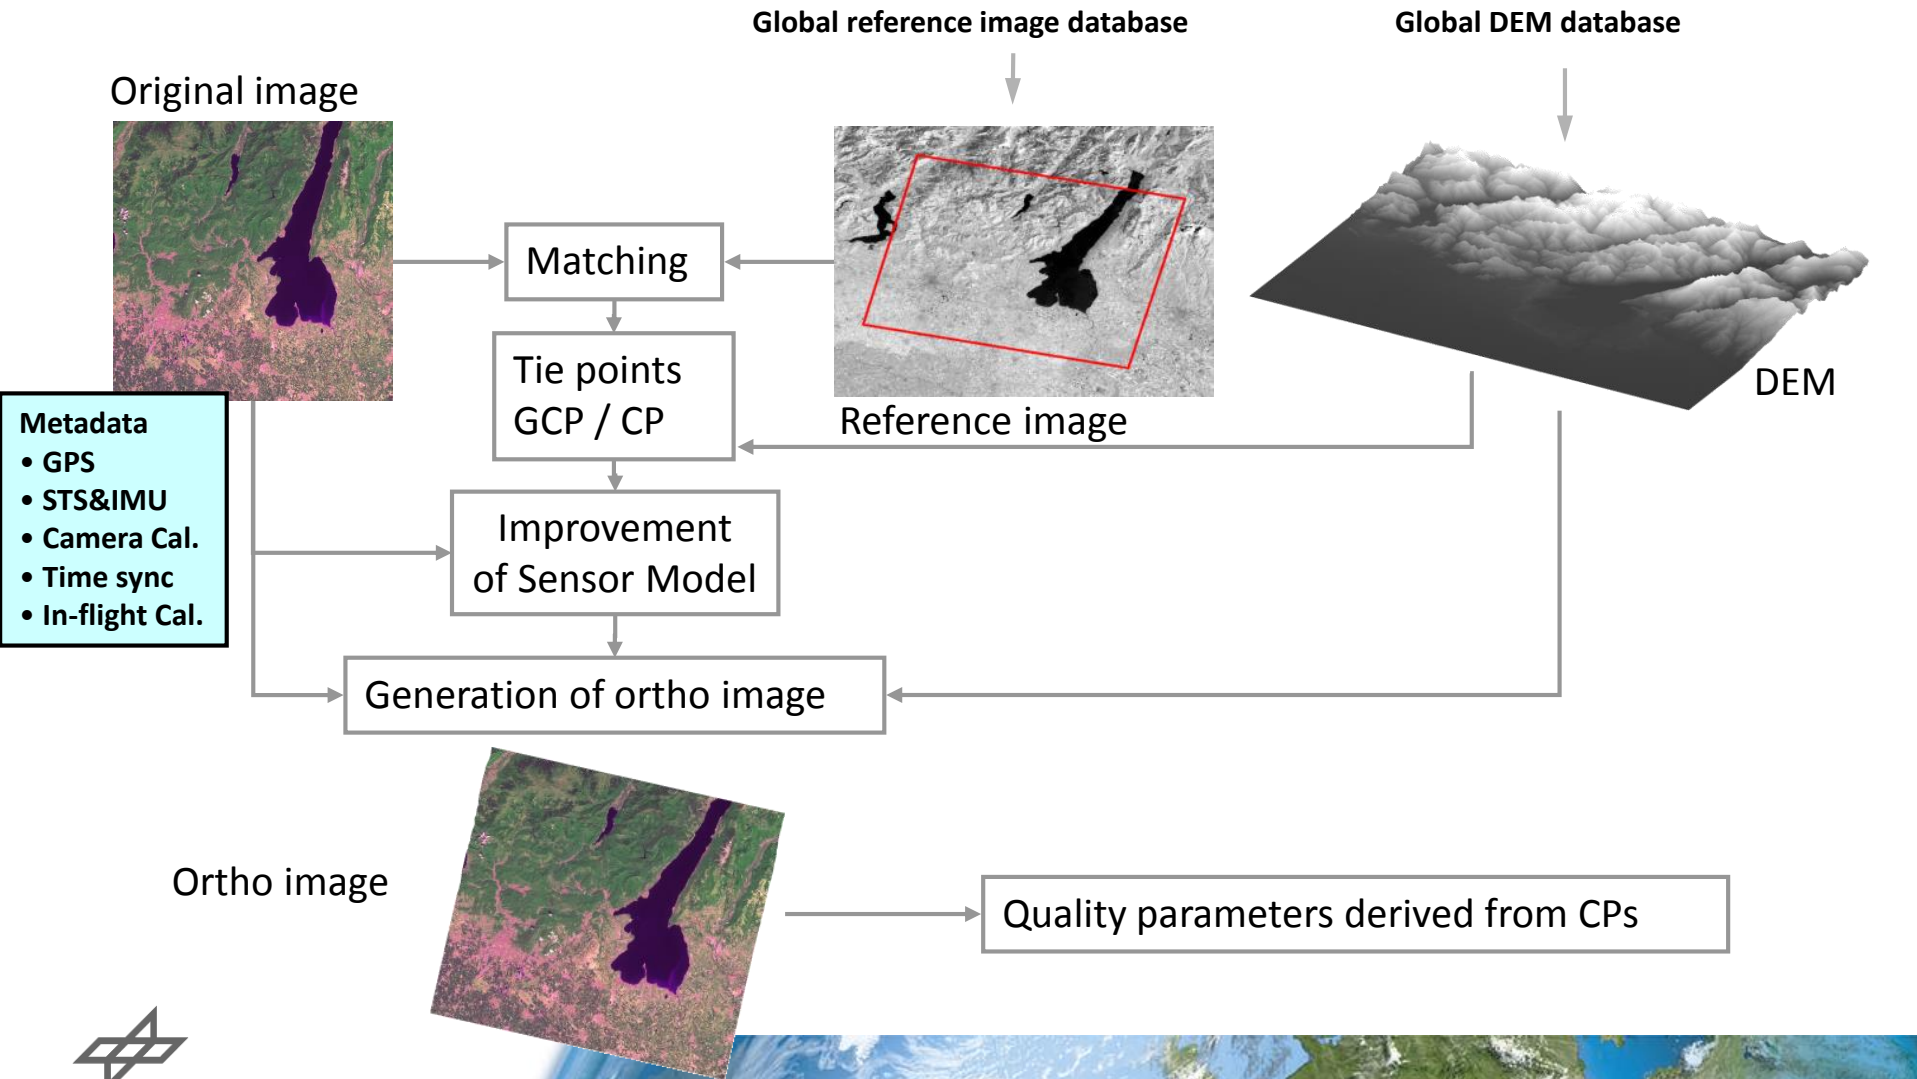 Global reference image database
Global DEM database
Original image
Matching
Tie points
GCP / CP
Reference image
DEM
Metadata
• GPS
• STS&IMU
• Camera Cal.
• Time sync
• In-flight Cal.
Improvement
of Sensor Model
Generation of ortho image
Ortho image
Quality parameters derived from CPs